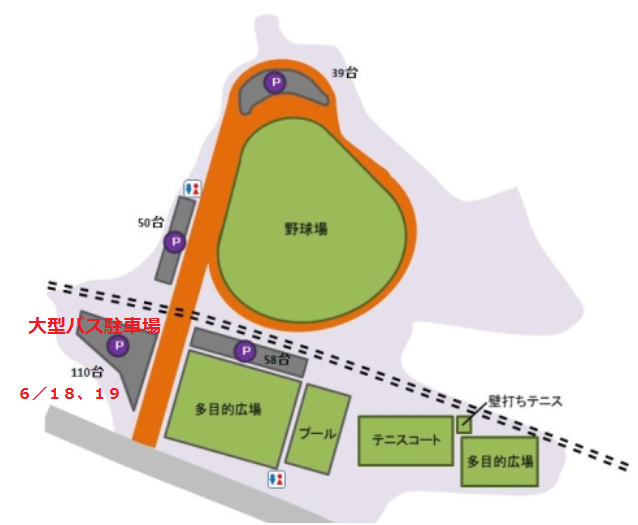 P
39台
野球場
50台
P
大型バス駐車場
P
110台
6／18、19
P
58台
多目的広場
プール
テニスコート
壁打ちテニス
多目的広場